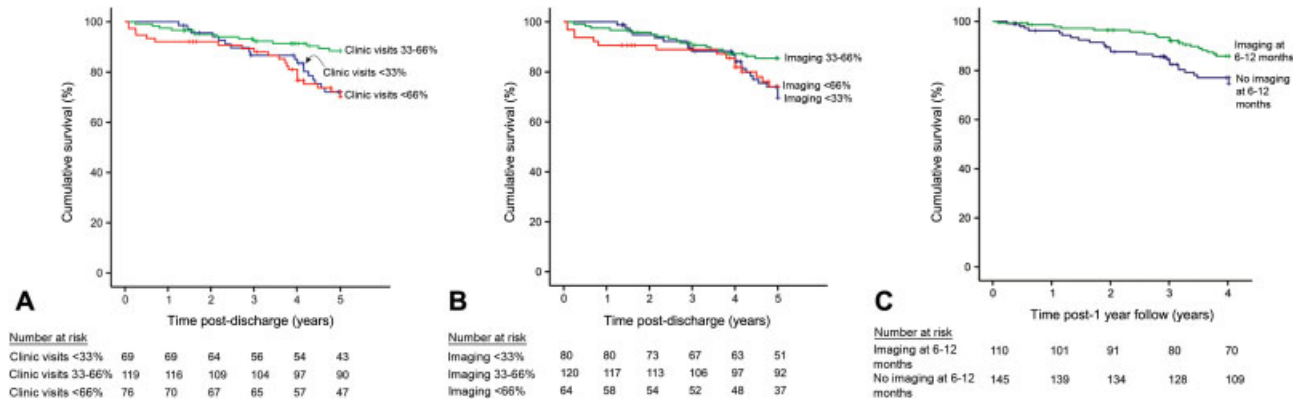 Cumulative survival (%)
100
80
60
40
20
0
Clinic visits 33-66%
Clinic visits <33%
Clinic visits <66%
0 1 2 3 4 5
Time post-discharge (years)
A
Number at risk
Clinic visits <33% 69 69 64 56 54 43
Clinic visits 33-66% 119 116 109 104 97 90
Clinic visits <66% 76 70 67 65 57 47
Cumulative survival (%)
100
80
60
40
20
0
Imaging 33-66%
Imaging <66%
Imaging <33%
0 1 2 3 4 5
Time post-discharge (years)
B
Number at risk
Imaging <33% 80 80 73 67 63 51
Imaging 33-66% 120 117 113 106 97 92
Imaging <66% 64 58 54 52 48 37
Cumulative survival (%)
100
80
60
40
20
0
Imaging at
6-12 months
No imaging
at 6-12
months
0 1 2 3 4
Time post-1 year follow (years)
C
Number at risk
Imaging at 6-12 110 101 91 80 70
months
No imaging at 6-12 145 139 134 128 109
months